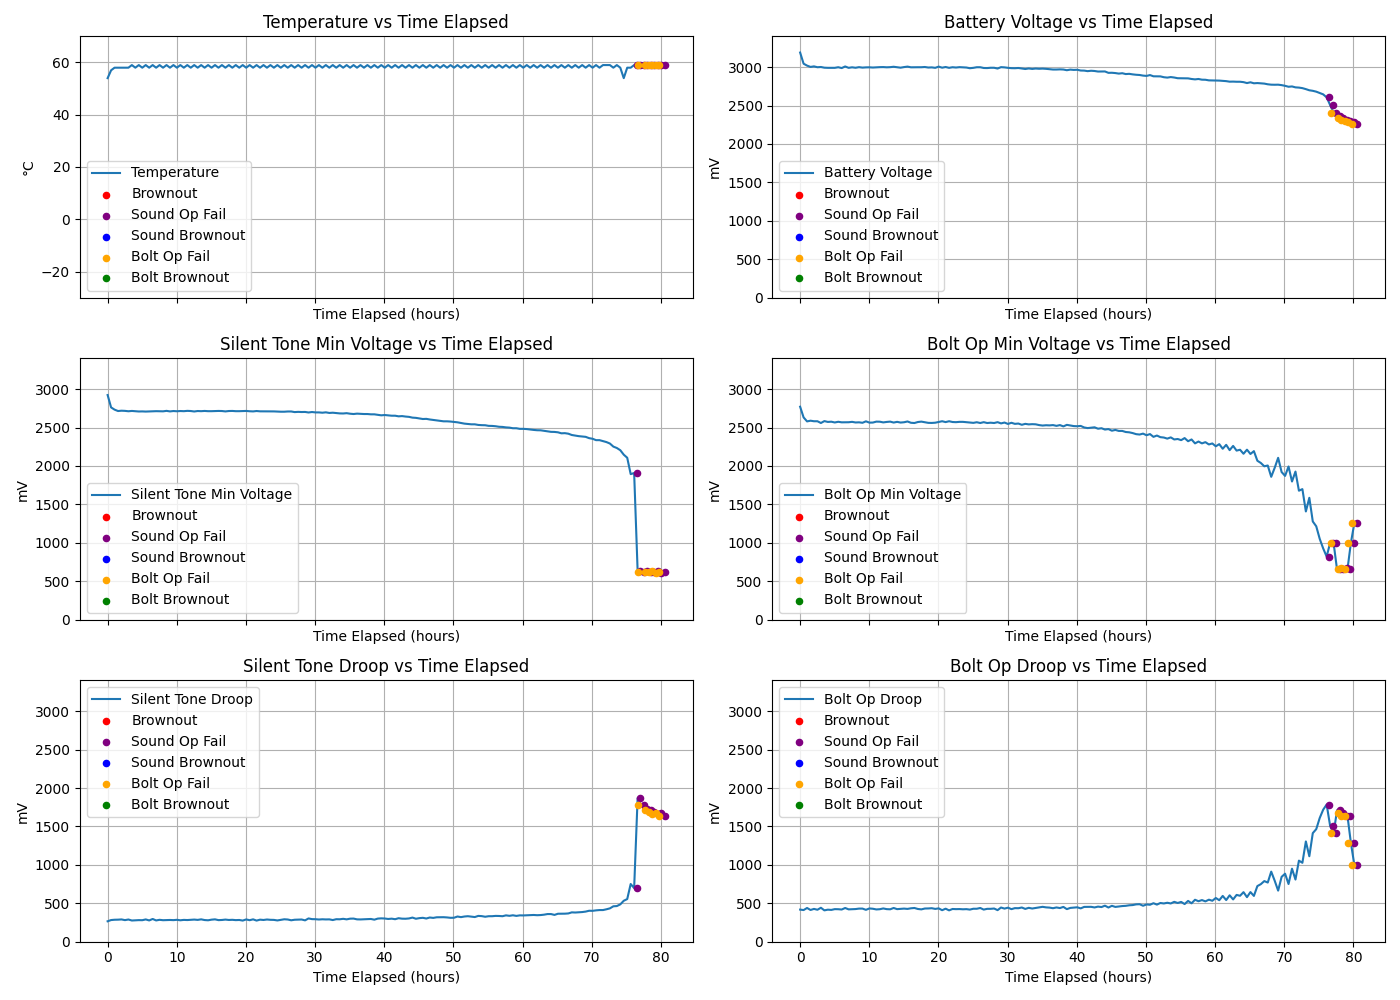 Temperature vs Time Elapsed
60
40
20
0
−20
°C
Temperature
Brownout
Sound Op Fail
Sound Brownout
Bolt Op Fail
Bolt Brownout
Time Elapsed (hours)
Battery Voltage vs Time Elapsed
3000
2500
2000
1500
1000
500
0
mV
Battery Voltage
Brownout
Sound Op Fail
Sound Brownout
Bolt Op Fail
Bolt Brownout
Time Elapsed (hours)
Silent Tone Min Voltage vs Time Elapsed
3000
2500
2000
1500
1000
500
0
mV
Silent Tone Min Voltage
Brownout
Sound Op Fail
Sound Brownout
Bolt Op Fail
Bolt Brownout
Time Elapsed (hours)
Bolt Op Min Voltage vs Time Elapsed
3000
2500
2000
1500
1000
500
0
mV
Bolt Op Min Voltage
Brownout
Sound Op Fail
Sound Brownout
Bolt Op Fail
Bolt Brownout
Time Elapsed (hours)
Silent Tone Droop vs Time Elapsed
3000
2500
2000
1500
1000
500
0
mV
Silent Tone Droop
Brownout
Sound Op Fail
Sound Brownout
Bolt Op Fail
Bolt Brownout
0 10 20 30 40 50 60 70 80
Time Elapsed (hours)
Bolt Op Droop vs Time Elapsed
3000
2500
2000
1500
1000
500
0
mV
Bolt Op Droop
Brownout
Sound Op Fail
Sound Brownout
Bolt Op Fail
Bolt Brownout
0 10 20 30 40 50 60 70 80
Time Elapsed (hours)